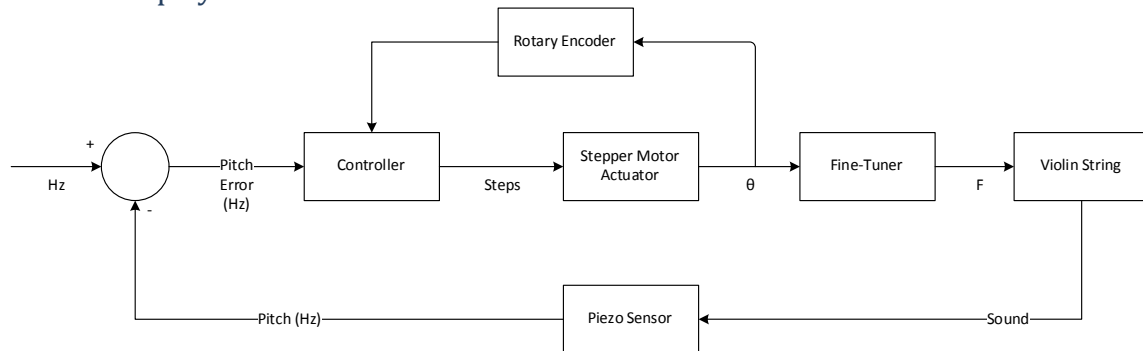 Rotary Encoder
+
Hz
-
Pitch
Error
(Hz)
Controller
Steps
Stepper Motor
Actuator
θ
Fine-Tuner
F
Violin String
Pitch (Hz)
Piezo Sensor
Sound